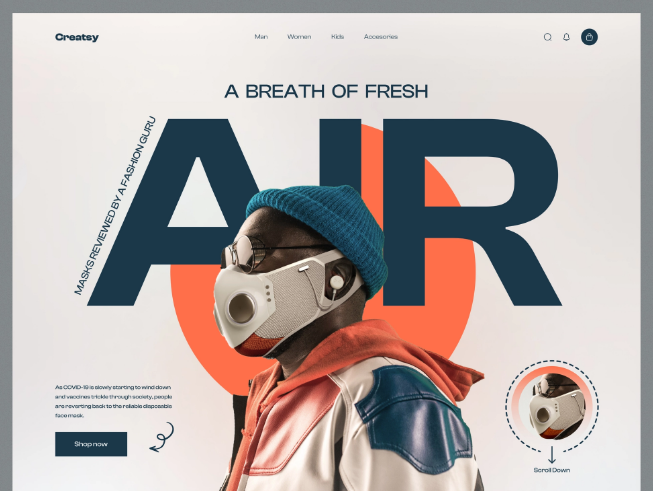 Creatsy
Men Women Kids Accesories
A BREATH OF FRESH
AIR
MASKS REVIEWED BY A FASHION GURU
As COVID-19 is slowly starting to wind down
and vaccines trickle through society, people
are reverting back to the reliable disposable
face mask.
Shop now
Scroll Down